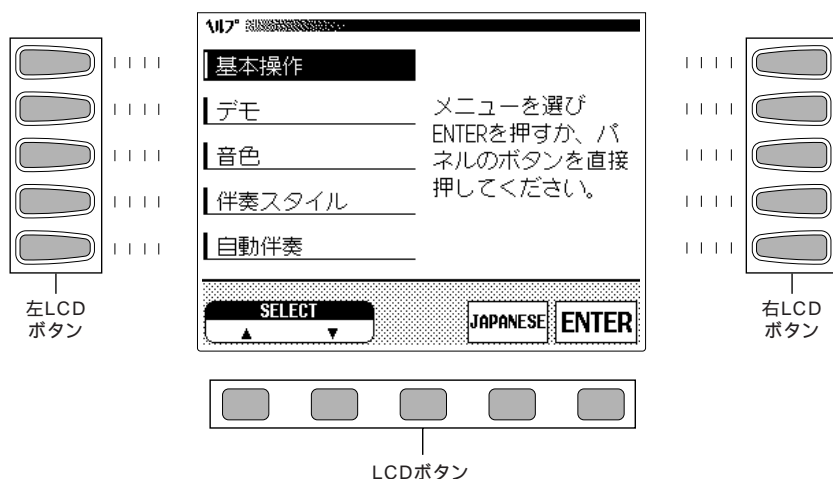 ﾍﾙﾌﾟ
基本操作
デモ
音色
伴奏スタイル
自動伴奏
メニューを選び
ENTERを押すか、パ
ネルのボタンを直接
押してください。
SELECT
▲ ▼
JAPANESE
ENTER
左LCD
ボタン
右LCD
ボタン
LCDボタン